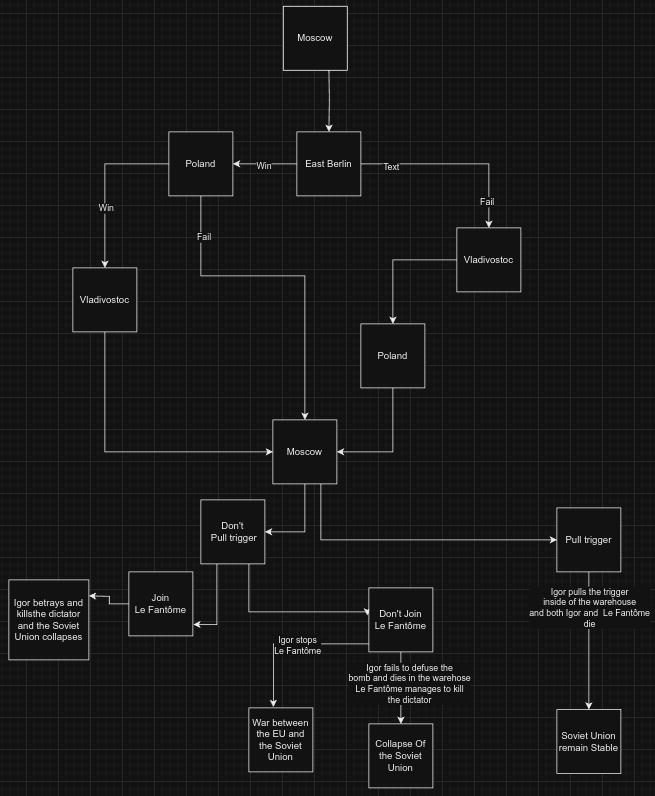 Moscow
Poland
Win
East Berlin
Text
Win
Fail
Fail
Vladivostoc
Vladivostoc
Poland
Moscow
Don't
Pull trigger
Pull trigger
Igor betrays and
killsthe dictator
and the Soviet
Union collapses
Join
Le Fantôme
Don't Join
Le Fantôme
Igor pulls the trigger
inside of the warehouse
and both Igor and Le Fantôme
die
Igor stops
Le Fantôme
Igor fails to defuse the
bomb and dies in the warehose
Le Fantôme manages to kill
the dictator
War between
the EU and
the Soviet
Union
Collapse Of
the Soviet
Union
Soviet Union
remain Stable